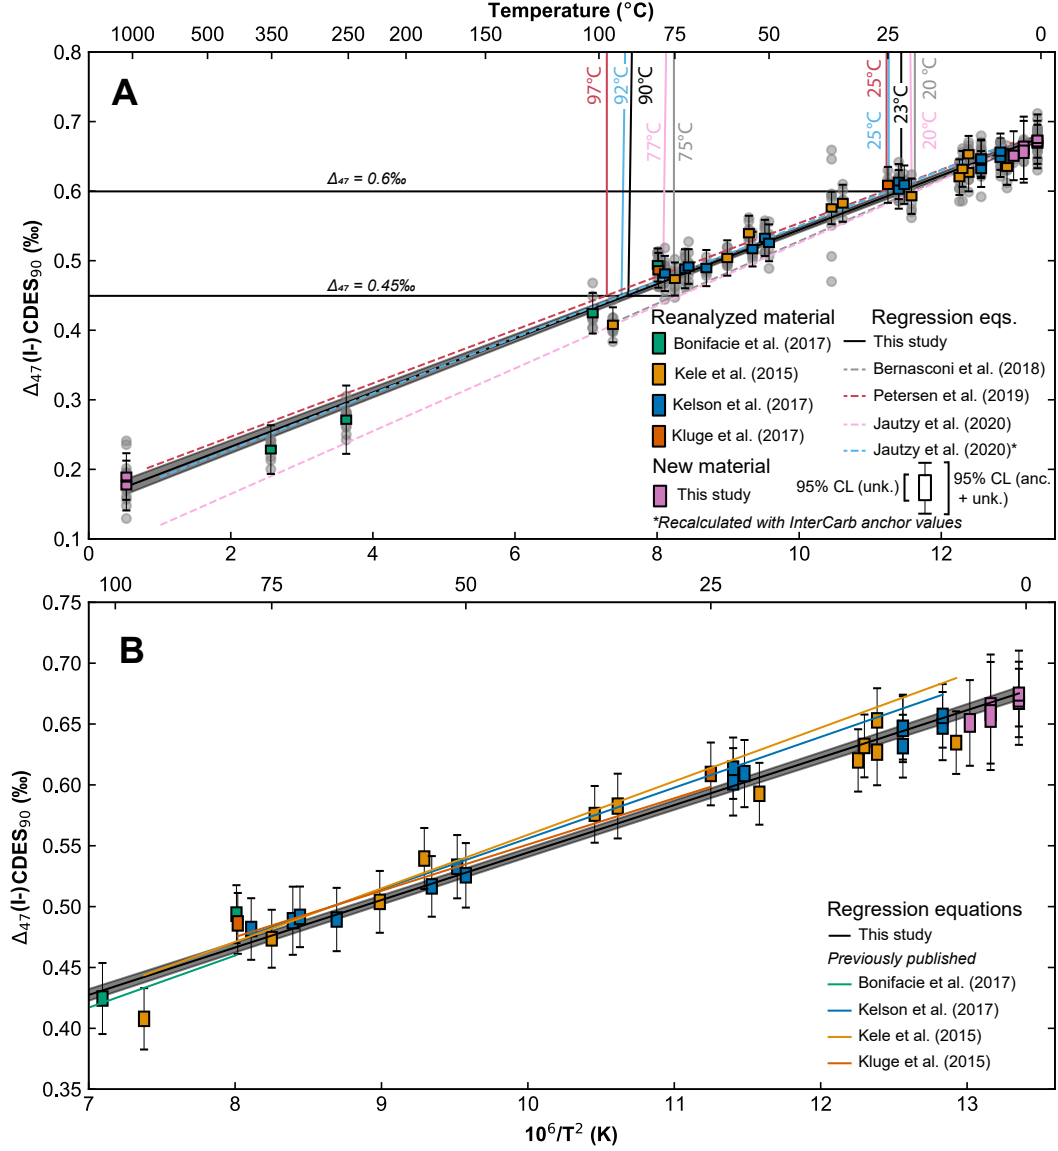 Temperature (°C)
1000 500 350 250 200 150 100 75 50 25 0
A
97°C 92°C 90°C 77°C 75°C 25°C 25°C 23°C 20°C 20 °C
0.8
0.7
0.6
0.5
0.4
0.3
0.2
0.1
Δ47(I-)CDES90 (‰)
Δ47 = 0.6‰
Δ47 = 0.45‰
Reanalyzed material
Bonifacie et al. (2017)
Kele et al. (2015)
Kelson et al. (2017)
Kluge et al. (2017)
New material
This study
Regression eqs.
This study
Bernasconi et al. (2018)
Petersen et al. (2019)
Jautzy et al. (2020)
Jautzy et al. (2020)*
95% CL (unk.)
95% CL (anc.
+ unk.)
*Recalculated with InterCarb anchor values
0 2 4 6 8 10 12
100 75 50 25 0
B
0.75
0.70
0.65
0.60
0.55
0.50
0.45
0.40
0.35
Δ47(I-)CDES90 (‰)
Regression equations
This study
Previously published
Bonifacie et al. (2017)
Kelson et al. (2017)
Kele et al. (2015)
Kluge et al. (2015)
7 8 9 10 11 12 13
10^6/T^2 (K)